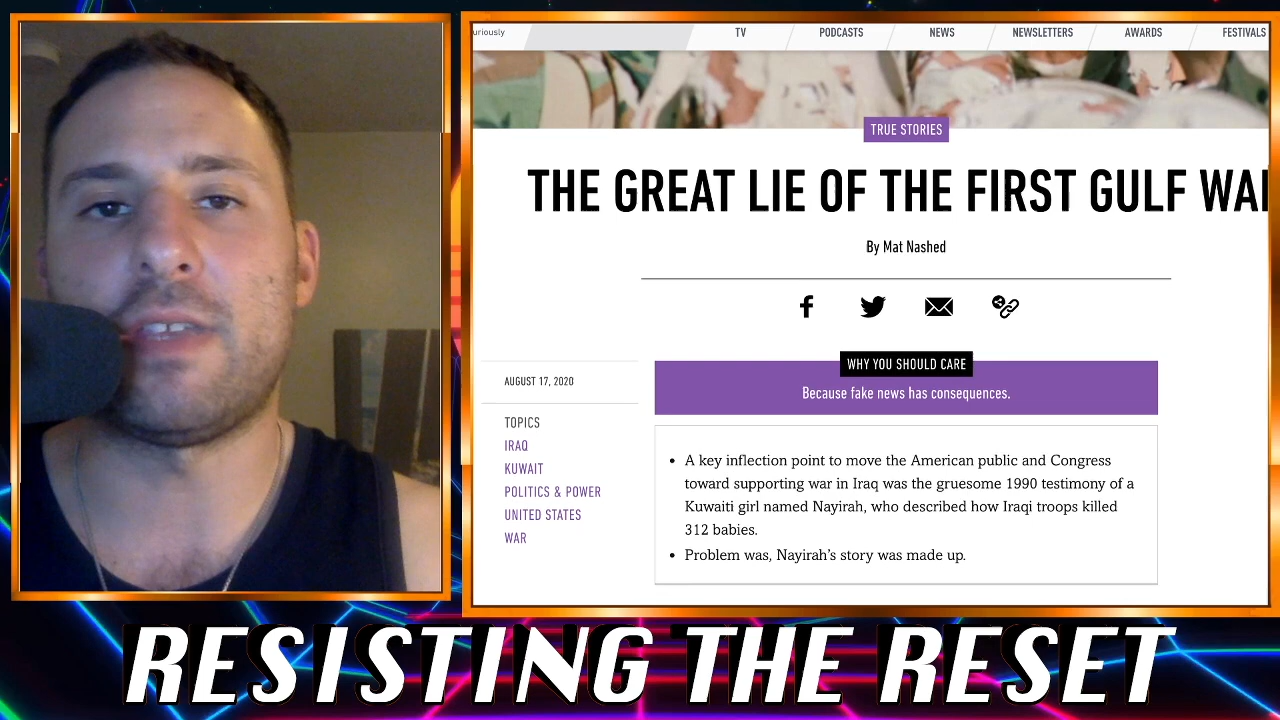 uriously
TV PODCASTS NEWS NEWSLETTERS AWARDS FESTIVALS
TRUE STORIES
THE GREAT LIE OF THE FIRST GULF WAR
By Mat Nashed
AUGUST 17, 2020
TOPICS
IRAQ
KUWAIT
POLITICS & POWER
UNITED STATES
WAR
WHY YOU SHOULD CARE
Because fake news has consequences.
• A key inflection point to move the American public and Congress
toward supporting war in Iraq was the gruesome 1990 testimony of a
Kuwaiti girl named Nayirah, who described how Iraqi troops killed
312 babies.
• Problem was, Nayirah's story was made up.
RESISTING THE RESET